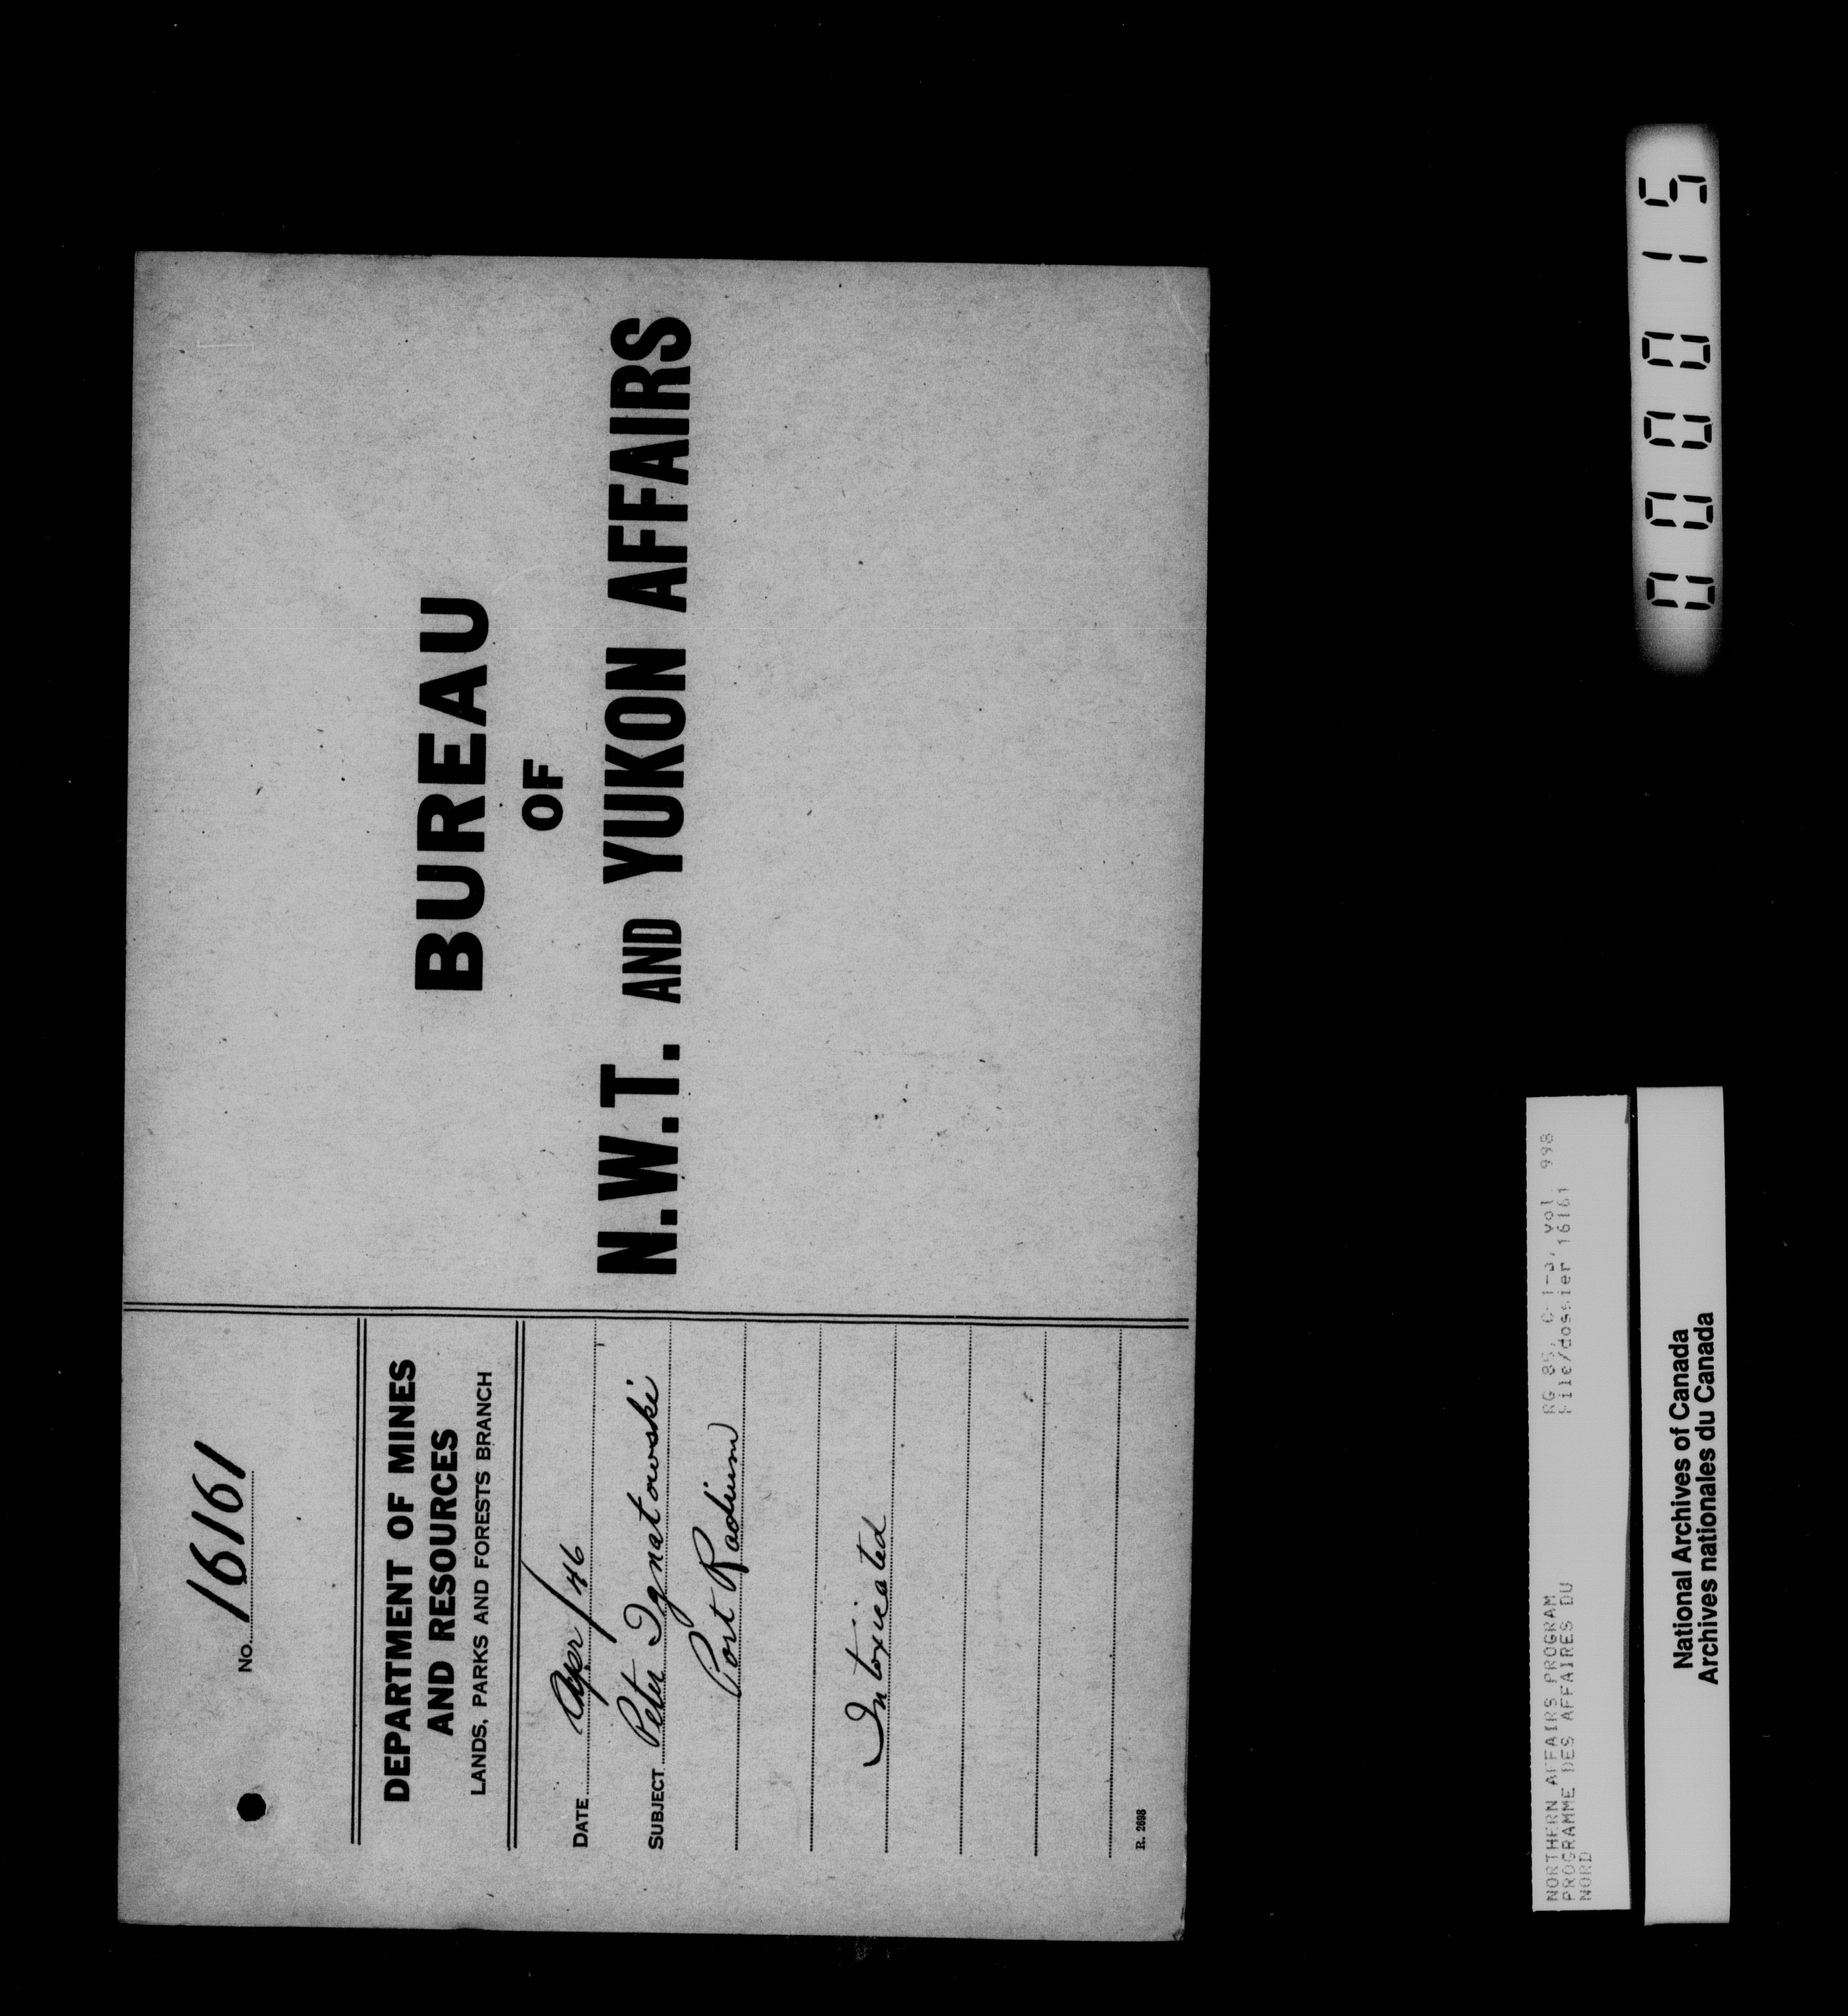 No. 16161
DEPARTMENT OF MINES
AND RESOURCES
LANDS, PARKS AND FORESTS BRANCH
DATE Apr/46
SUBJECT Peter Ignatowski
Port Radium
Intoxicated
R. 2698
BUREAU
OF
N.W.T. AND YUKON AFFAIRS
NORTHERN AFFAIRS PROGRAM
PROGRAMME DES AFFAIRES DU
NORD
RG 85, C-1-a, vol. 998
File/dossier 16161
National Archives of Canada
Archives nationales du Canada
000015